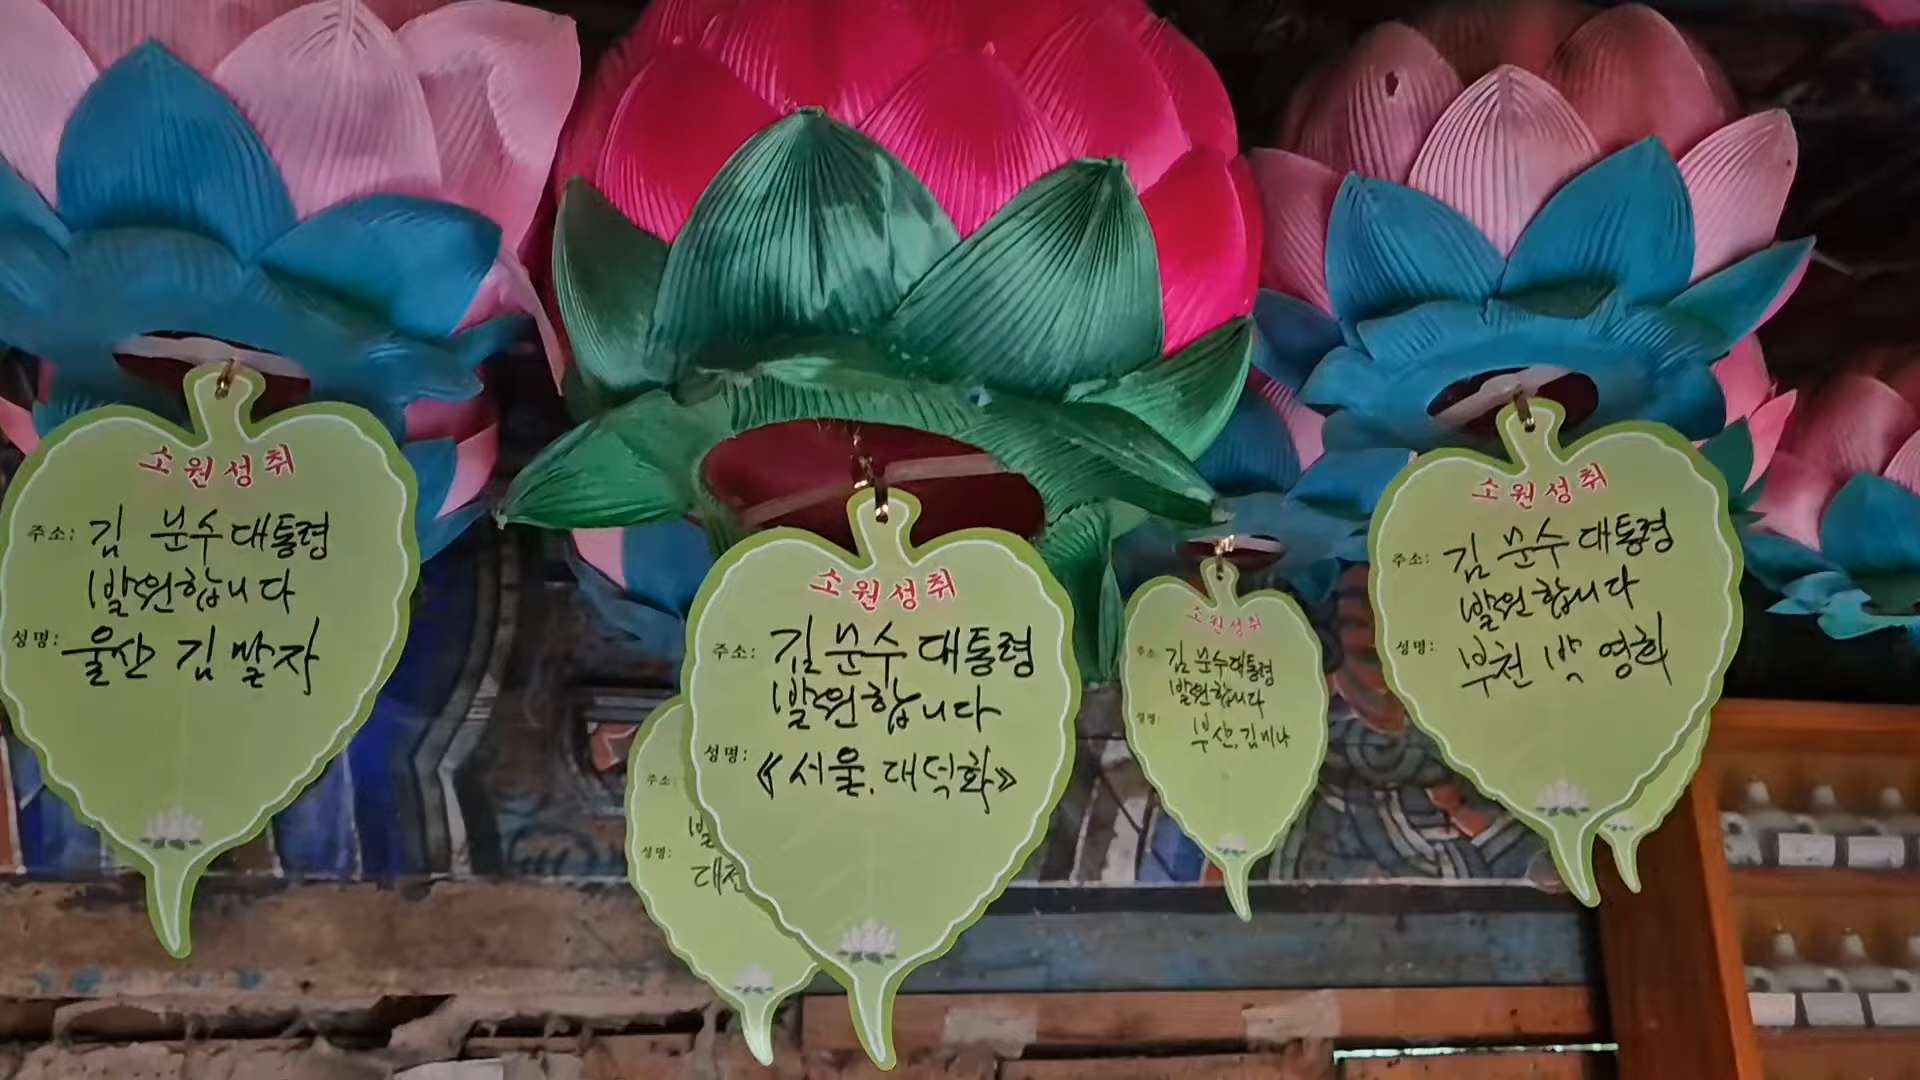 소원성취
주소: 김 문수 대통령
발원합니다
성명: 울산 김 말자
소원성취
주소: 김 문수 대통령
발원합니다
성명: 《서울. 대덕화》
주소:
발
성명:
대전
소원성취
주소: 김 문수 대통령
발원합니다
성명: 부산, 김미나
소원성취
주소: 김 문수 대통령
발원합니다
성명: 부천 박 영희